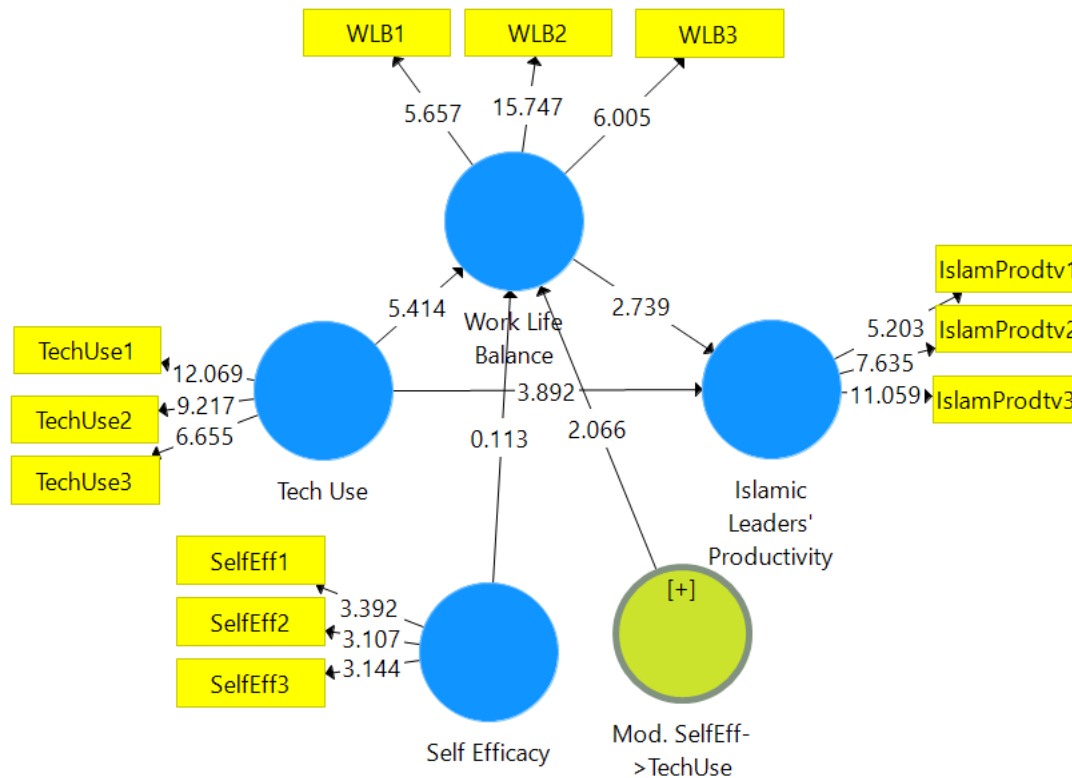 WLB1 WLB2 WLB3
5.657 15.747 6.005
Work Life
Balance
5.414 2.739
IslamProdtv1
IslamProdtv2
IslamProdtv3
5.203
7.635
11.059
TechUse1
TechUse2
TechUse3
12.069
9.217
6.655
3.892
Tech Use
0.113 2.066
Islamic
Leaders'
Productivity
SelfEff1
SelfEff2
SelfEff3
3.392
3.107
3.144
[+]
Self Efficacy
Mod. SelfEff-
>TechUse